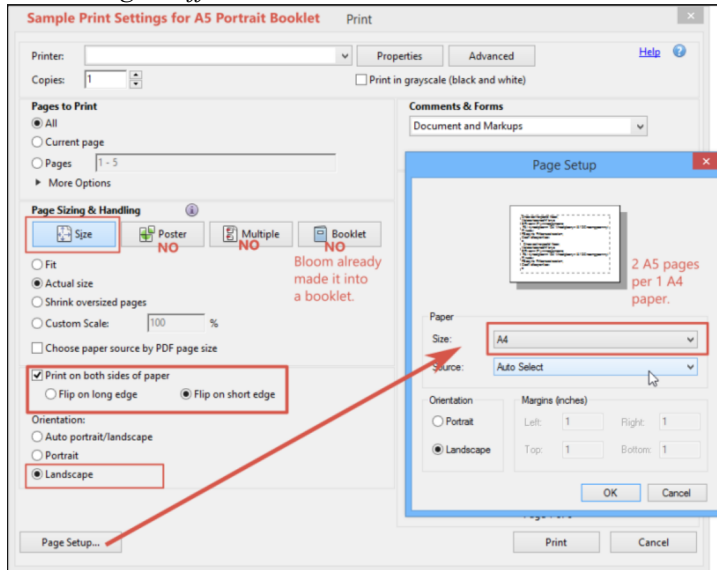 Sample Print Settings for A5 Portrait Booklet Print
Printer: Properties Advanced Help
Copies: 1 Print in grayscale (black and white)
Pages to Print
All
Current page
Pages 1 - 5
More Options
Comments & Forms
Document and Markups
Page Sizing & Handling
Size Poster Multiple Booklet
NO NO NO
Bloom already
made it into
a booklet.
Fit
Actual size
Shrink oversized pages
Custom Scale: 100 %
Choose paper source by PDF page size
Print on both sides of paper
Flip on long edge Flip on short edge
Orientation:
Auto portrait/landscape
Portrait
Landscape
Page Setup...
Page Setup
2 A5 pages
per 1 A4
paper.
Paper
Size: A4
Source: Auto Select
Orientation Margins (inches)
Portrait Left: 1 Right: 1
Landscape Top: 1 Bottom: 1
OK Cancel
Print Cancel